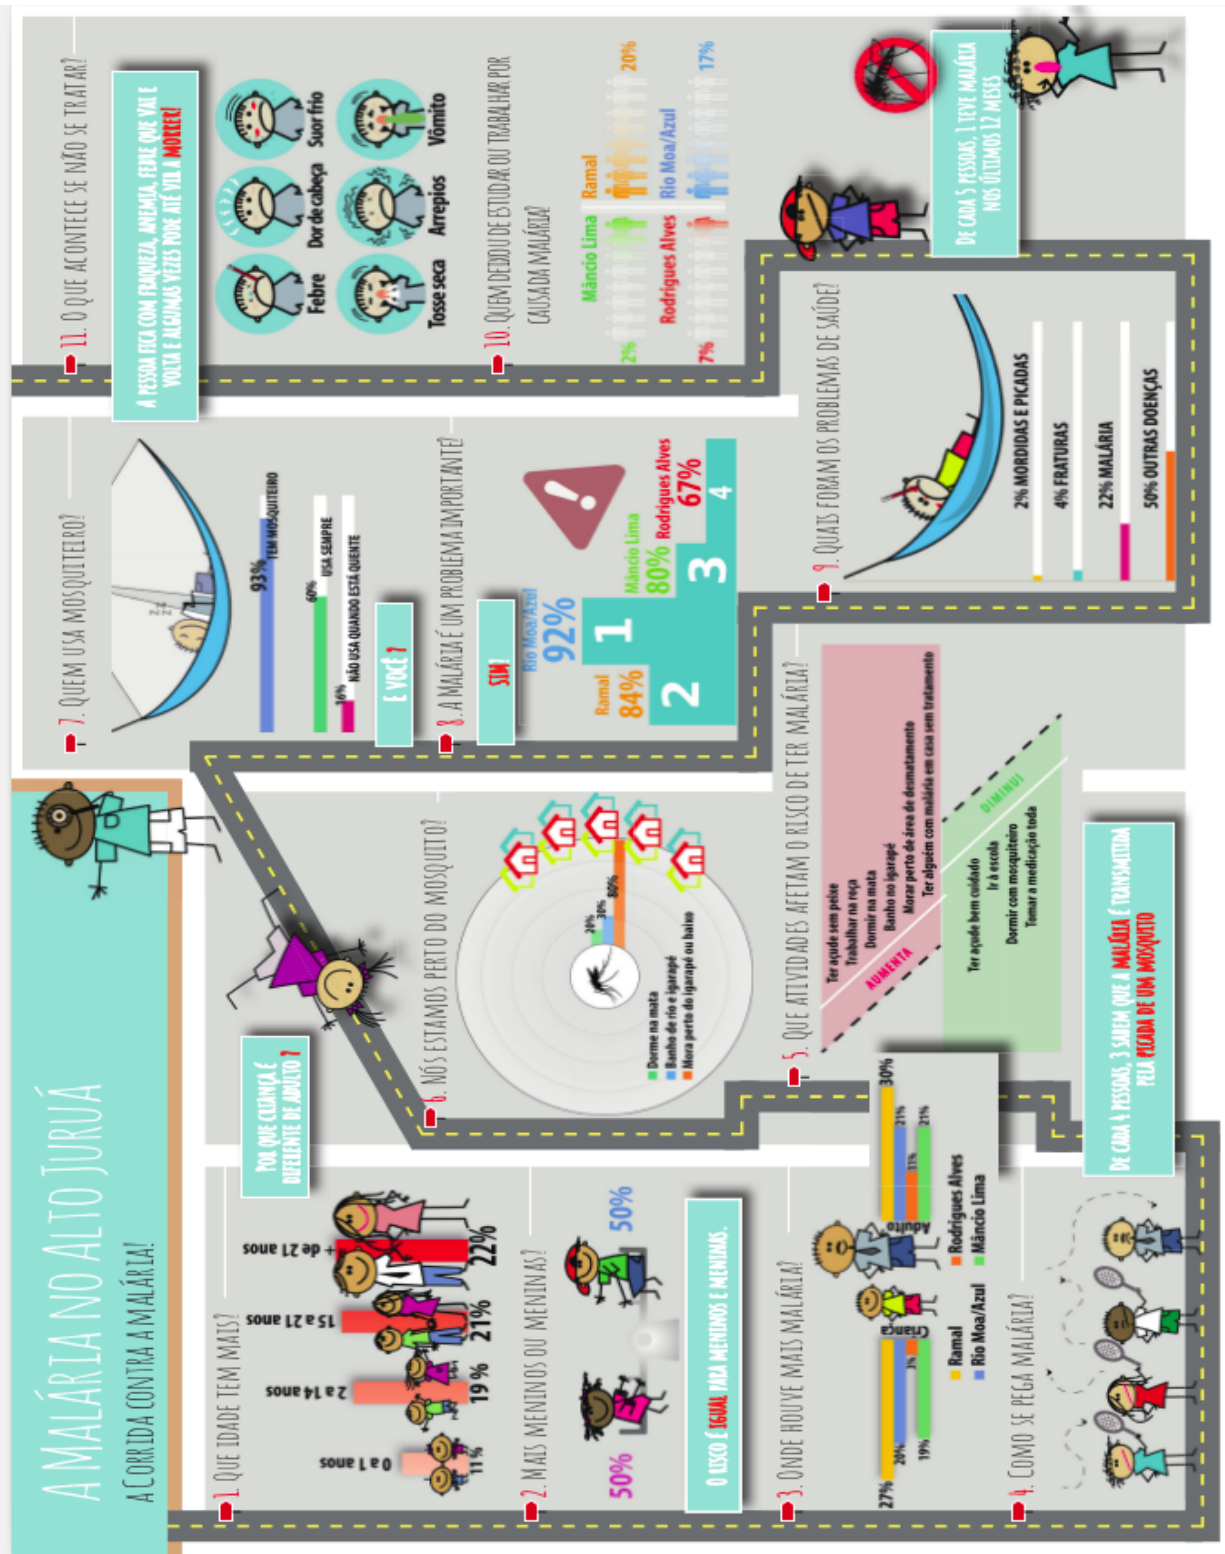 A MALÁRIA NO ALTO JURUÁ
A CORRIDA CONTRA A MALÁRIA!
1. QUE IDADE TEM MAIS?
0 a 1 anos
2 a 14 anos
15 a 21 anos
+ de 21 anos
11 %
19 %
21%
22%
POR QUE CRIANÇA É
DIFERENTE DE ADULTO ?
2. MAIS MENINOS OU MENINAS?
50%
50%
O RISCO É IGUAL PARA MENINOS E MENINAS.
3. ONDE HOUVE MAIS MALÁRIA?
27%
20%
3%
19%
Criança
Adulto
30%
21%
11%
21%
Ramal
Rio Moa/Azul
Rodrigues Alves
Mâncio Lima
4. COMO SE PEGA MALÁRIA?
DE CADA 4 PESSOAS, 3 SABEM QUE A MALÁRIA É TRANSMITIDA
PELA PICADA DE UM MOSQUITO
5. QUE ATIVIDADES AFETAM O RISCO DE TER MALÁRIA?
Ter açude sem peixe
Trabalhar na roça
Dormir na mata
Banho no igarapé
Morar perto de área de desmatamento
Ter alguém com malária em casa sem tratamento
AUMENTA
DIMINUI
Ter açude bem cuidado
Ir à escola
Dormir com mosquiteiro
Tomar a medicação toda
6. NÓS ESTAMOS PERTO DO MOSQUITO?
20%
30%
80%
Dorme na mata
Banho de rio e igarapé
Mora perto do igarapé ou baixo
7. QUEM USA MOSQUITEIRO?
z z z
93%
TEM MOSQUITEIRO
60%
USA SEMPRE
16%
NÃO USA QUANDO ESTÁ QUENTE
E VOCÊ ?
8. A MALÁRIA É UM PROBLEMA IMPORTANTE?
SIM!
Rio Moa/Azul
92%
Ramal
84%
Mâncio Lima
80%
Rodrigues Alves
67%
2
1
3
4
9. QUAIS FORAM OS PROBLEMAS DE SAÚDE?
2% MORDIDAS E PICADAS
4% FRATURAS
22% MALÁRIA
50% OUTRAS DOENÇAS
DE CADA 5 PESSOAS, 1 TEVE MALÁRIA
NOS ÚLTIMOS 12 MESES
10. QUEM DEIXOU DE ESTUDAR OU TRABALHAR POR
CAUSA DA MALÁRIA?
Mâncio Lima
Ramal
2%
20%
Rodrigues Alves
Rio Moa/Azul
7%
17%
11. O QUE ACONTECE SE NÃO SE TRATAR?
A PESSOA FICA COM FRAQUEZA, ANEMIA, FEBRE QUE VAI E
VOLTA E ALGUMAS VEZES PODE ATÉ VIR A MORRER!
Febre
Dor de cabeça
Suor frio
Tosse seca
Arrepios
Vômito